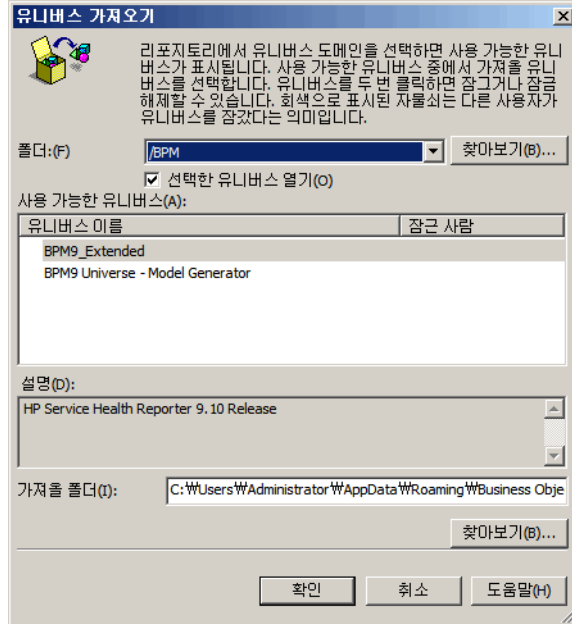 유니버스 가져오기
리포지토리에서 유니버스 도메인을 선택하면 사용 가능한 유니
버스가 표시됩니다. 사용 가능한 유니버스 중에서 가져올 유니
버스를 선택합니다. 유니버스를 두 번 클릭하면 잠그거나 잠금
해제할 수 있습니다. 회색으로 표시된 자물쇠는 다른 사용자가
유니버스를 잠갔다는 의미입니다.
폴더:(F) /BPM 찾아보기(B)...
선택한 유니버스 열기(O)
사용 가능한 유니버스(A):
유니버스 이름 잠근 사람
BPM9_Extended
BPM9 Universe - Model Generator
설명(D):
HP Service Health Reporter 9.10 Release
가져올 폴더(I): C:₩Users₩Administrator₩AppData₩Roaming₩Business Obje
찾아보기(B)...
확인 취소 도움말(H)